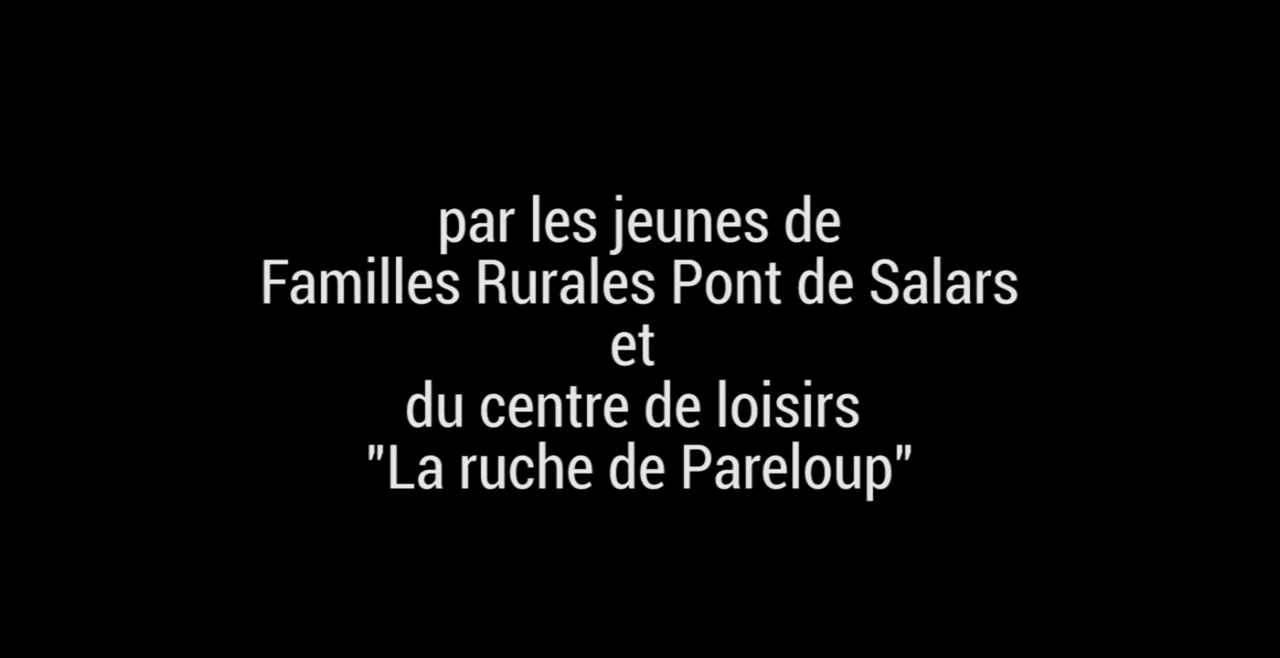 par les jeunes de
Familles Rurales Pont de Salars
et
du centre de loisirs
"La ruche de Pareloup"